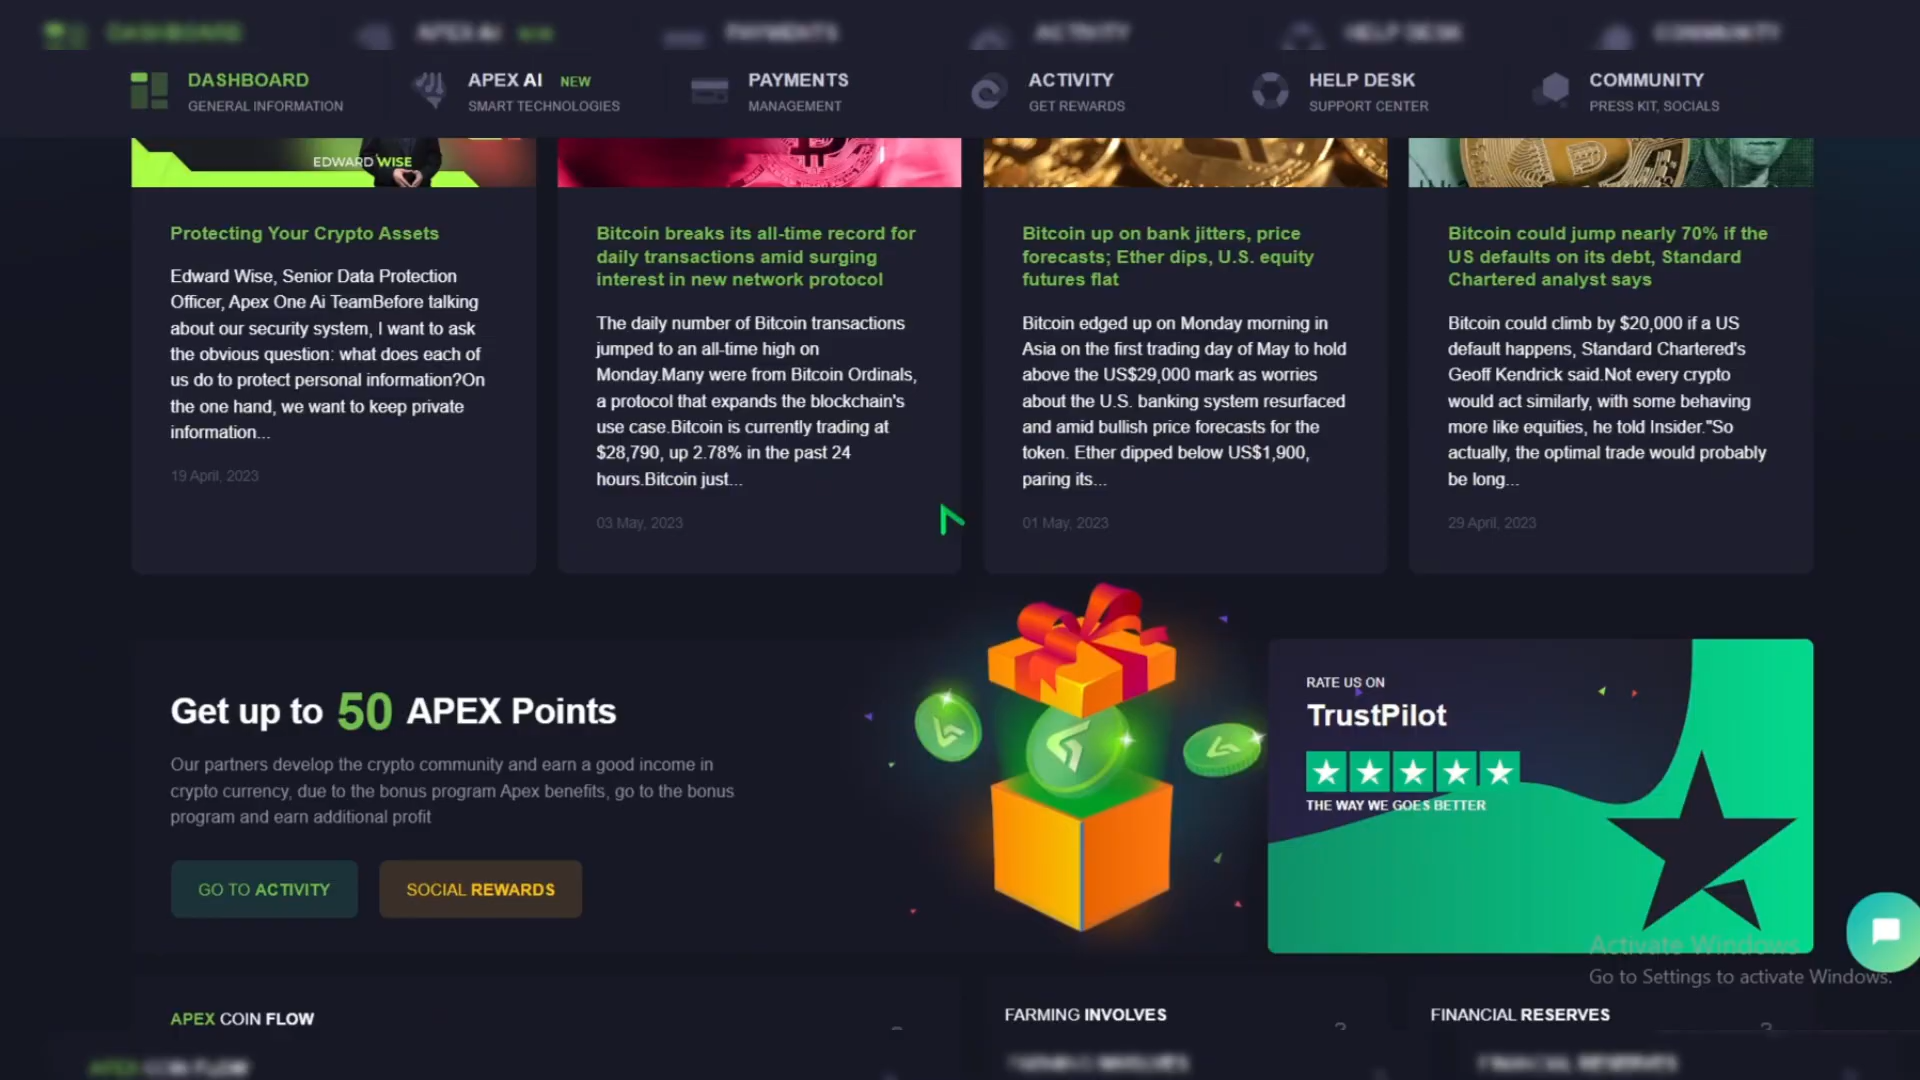 DASHBOARD
GENERAL INFORMATION
APEX AI NEW
SMART TECHNOLOGIES
PAYMENTS
MANAGEMENT
ACTIVITY
GET REWARDS
HELP DESK
SUPPORT CENTER
COMMUNITY
PRESS KIT, SOCIALS
EDWARD WISE
Protecting Your Crypto Assets
Edward Wise, Senior Data Protection
Officer, Apex One Ai TeamBefore talking
about our security system, I want to ask
the obvious question: what does each of
us do to protect personal information?On
the one hand, we want to keep private
information...
19 April, 2023
Bitcoin breaks its all-time record for
daily transactions amid surging
interest in new network protocol
The daily number of Bitcoin transactions
jumped to an all-time high on
Monday.Many were from Bitcoin Ordinals,
a protocol that expands the blockchain's
use case.Bitcoin is currently trading at
$28,790, up 2.78% in the past 24
hours.Bitcoin just...
03 May, 2023
Bitcoin up on bank jitters, price
forecasts; Ether dips, U.S. equity
futures flat
Bitcoin edged up on Monday morning in
Asia on the first trading day of May to hold
above the US$29,000 mark as worries
about the U.S. banking system resurfaced
and amid bullish price forecasts for the
token. Ether dipped below US$1,900,
paring its...
01 May, 2023
Bitcoin could jump nearly 70% if the
US defaults on its debt, Standard
Chartered analyst says
Bitcoin could climb by $20,000 if a US
default happens, Standard Chartered's
Geoff Kendrick said.Not every crypto
would act similarly, with some behaving
more like equities, he told Insider."So
actually, the optimal trade would probably
be long...
29 April, 2023
Get up to 50 APEX Points
Our partners develop the crypto community and earn a good income in
crypto currency, due to the bonus program Apex benefits, go to the bonus
program and earn additional profit
GO TO ACTIVITY
SOCIAL REWARDS
RATE US ON
TrustPilot
THE WAY WE GOES BETTER
Activate Windows
Go to Settings to activate Windows.
APEX COIN FLOW
FARMING INVOLVES
FINANCIAL RESERVES